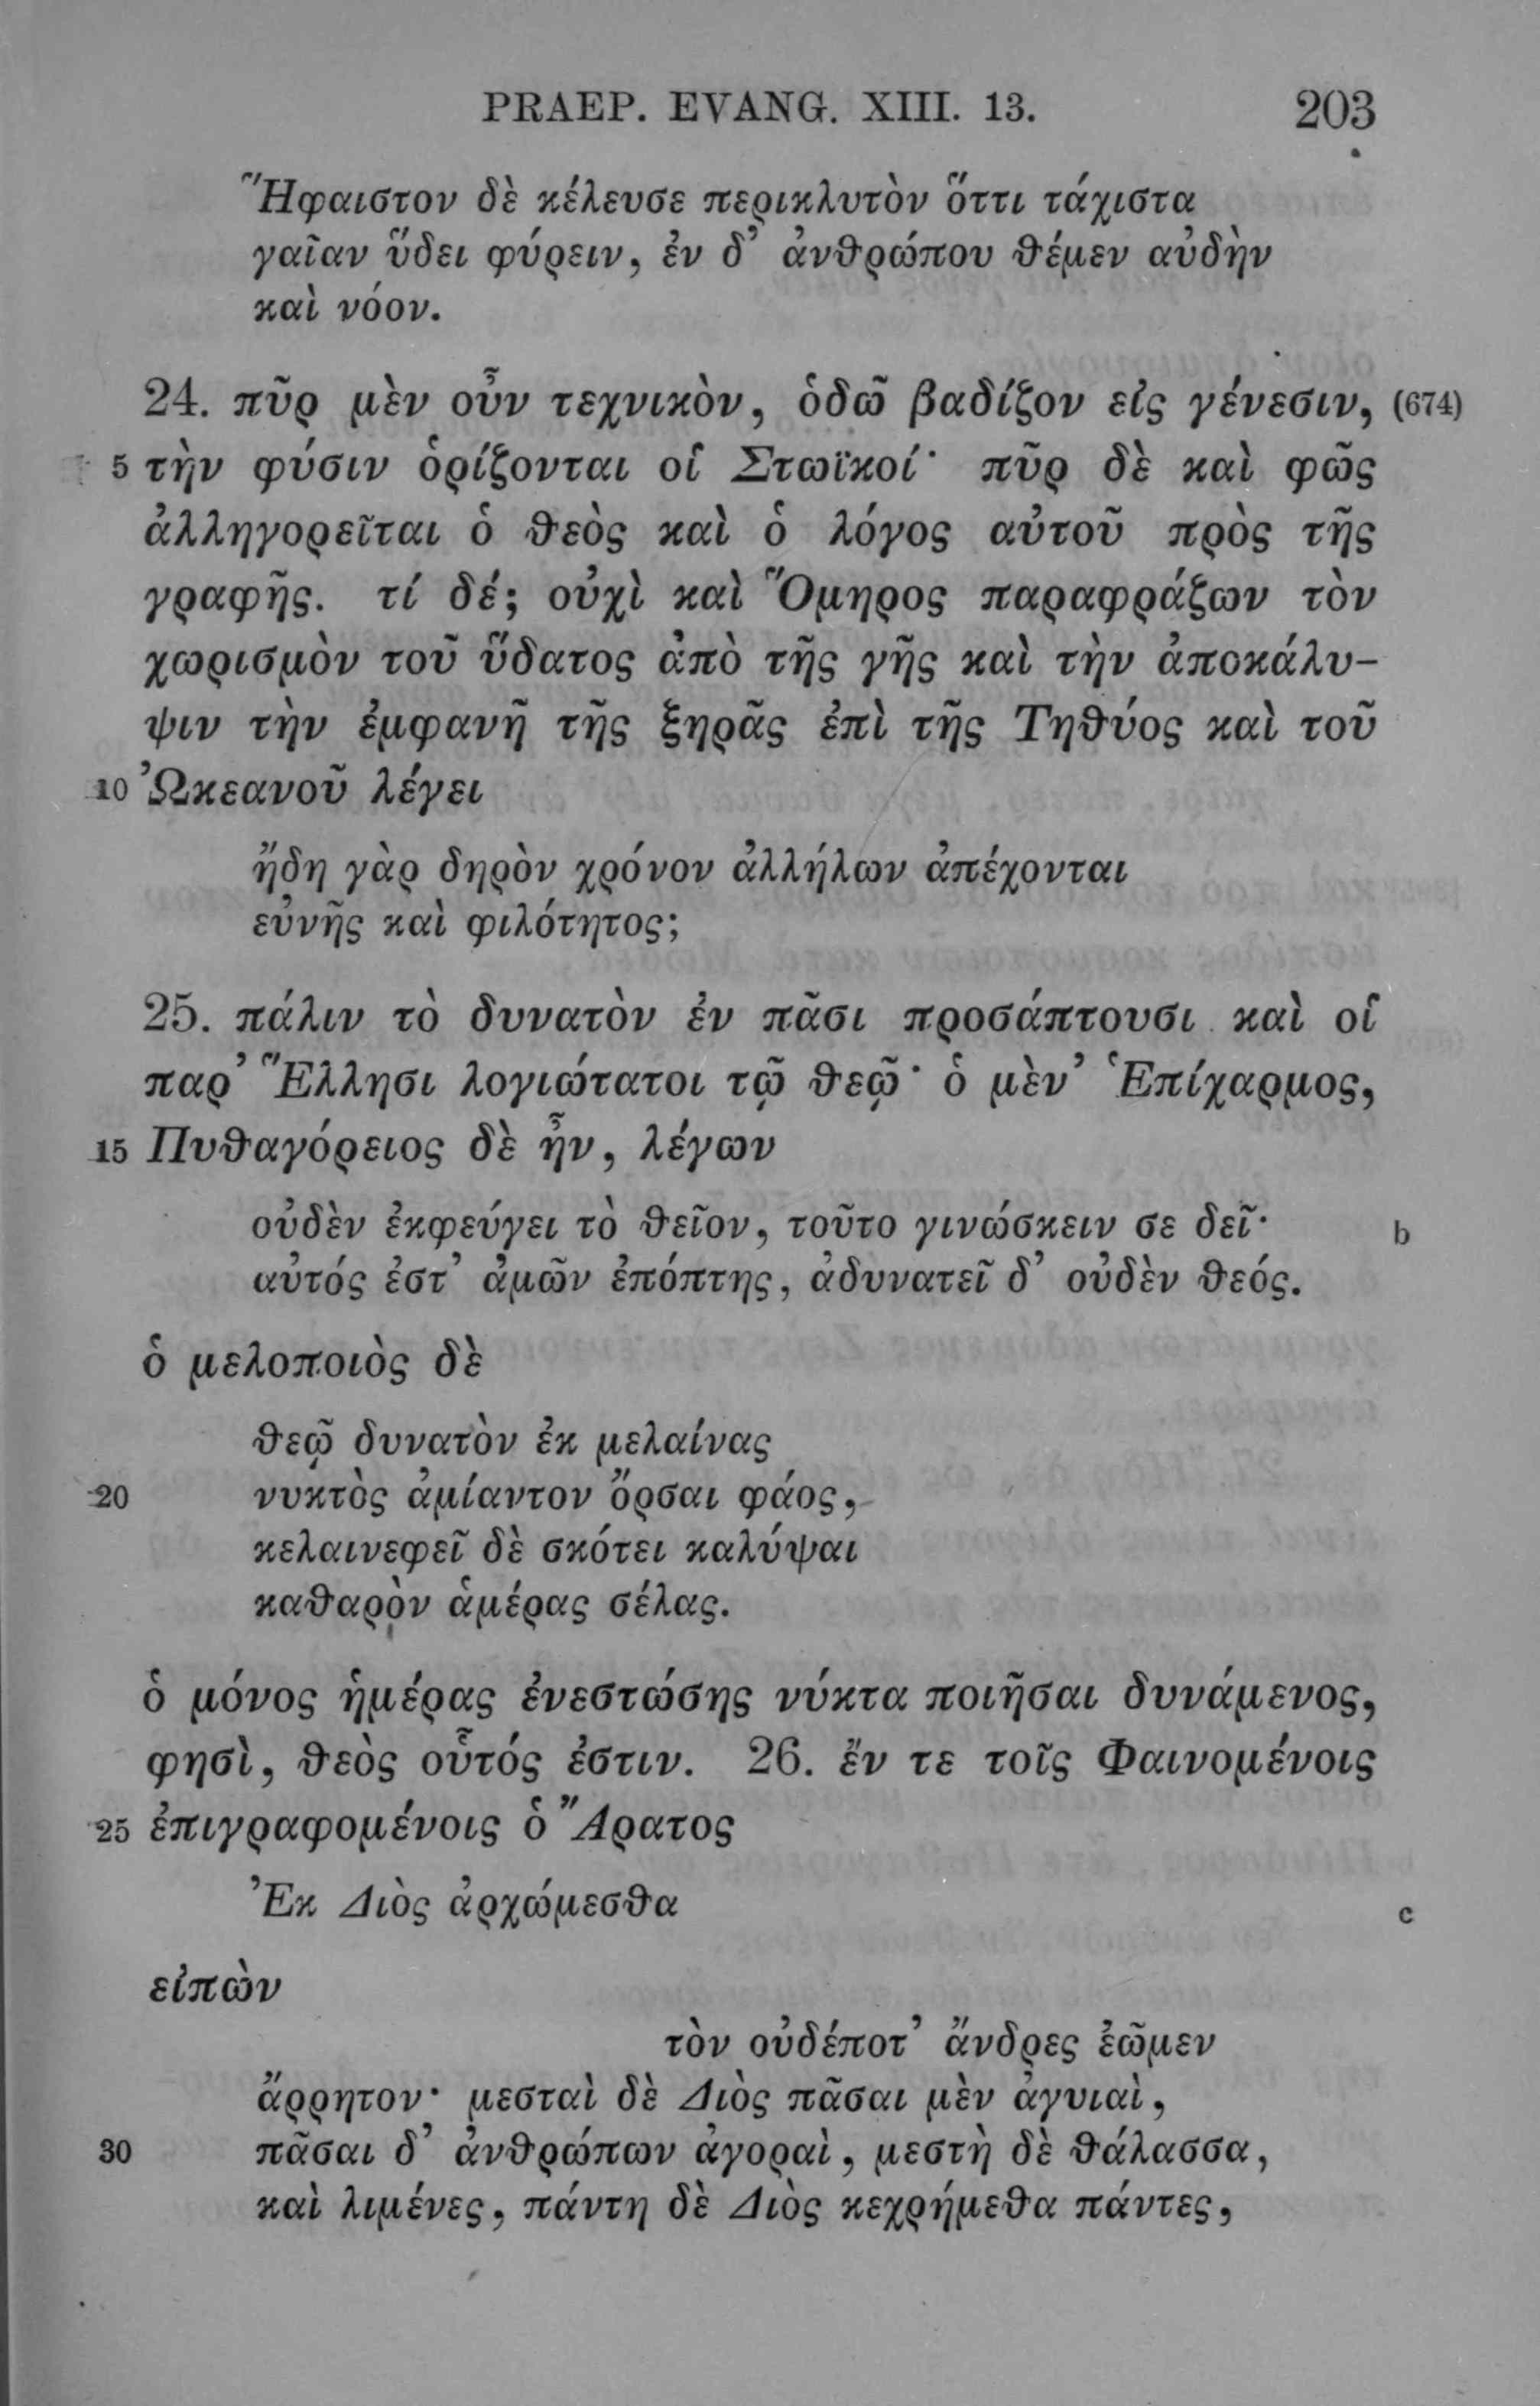 PRAEP. EVANG. XIII. 13. 203
Ἥφαιστον δὲ κέλευσε περικλυτὸν ὅττι τάχιστα
γαῖαν ὕδει φύρειν, ἐν δ’ ἀνθρώπου θέμεν αὐδὴν
καὶ νόον.
24. πῦρ μὲν οὖν τεχνικὸν, ὁδῶ βαδίζον εἰς γένεσιν, (674)
5 τὴν φύσιν ὁρίζονται οἱ Στωϊκοί· πῦρ δὲ καὶ φῶς
ἀλληγορεῖται ὁ θεὸς καὶ ὁ λόγος αὐτοῦ πρὸς τῆς
γραφῆς. τί δέ; οὐχὶ καὶ Ὅμηρος παραφράζων τὸν
χωρισμὸν τοῦ ὕδατος ἀπὸ τῆς γῆς καὶ τὴν ἀποκάλυ-
ψιν τὴν ἐμφανῆ τῆς ξηρᾶς ἐπὶ τῆς Τηθύος καὶ τοῦ
10 Ὠκεανοῦ λέγει
ἤδη γὰρ δηρὸν χρόνον ἀλλήλων ἀπέχονται
εὐνῆς καὶ φιλότητος;
25. πάλιν τὸ δυνατὸν ἐν πᾶσι προσάπτουσι καὶ οἱ
παρ’ Ἕλλησι λογιώτατοι τῷ θεῷ· ὁ μὲν’ Ἐπίχαρμος,
15 Πυθαγόρειος δὲ ἦν, λέγων
οὐδὲν ἐκφεύγει τὸ θεῖον, τοῦτο γινώσκειν σε δεῖ· b
αὐτός ἐστ’ ἁμῶν ἐπόπτης, ἀδυνατεῖ δ’ οὐδὲν θεός.
ὁ μελοποιὸς δὲ
θεῷ δυνατὸν ἐκ μελαίνας
20 νυκτὸς ἀμίαντον ὄρσαι φάος,
κελαινεφεῖ δὲ σκότει καλύψαι
καθαρὸν ἁμέρας σέλας.
ὁ μόνος ἡμέρας ἐνεστώσης νύκτα ποιῆσαι δυνάμενος,
φησὶ, θεὸς οὗτός ἐστιν. 26. ἔν τε τοῖς Φαινομένοις
25 ἐπιγραφομένοις ὁ Ἄρατος
Ἐκ Διὸς ἀρχώμεσθα c
εἰπὼν
τὸν οὐδέποτ’ ἄνδρες ἐῶμεν
ἄρρητον· μεσταὶ δὲ Διὸς πᾶσαι μὲν ἀγυιαὶ,
30 πᾶσαι δ’ ἀνθρώπων ἀγοραὶ, μεστὴ δὲ θάλασσα,
καὶ λιμένες, πάντη δὲ Διὸς κεχρήμεθα πάντες,